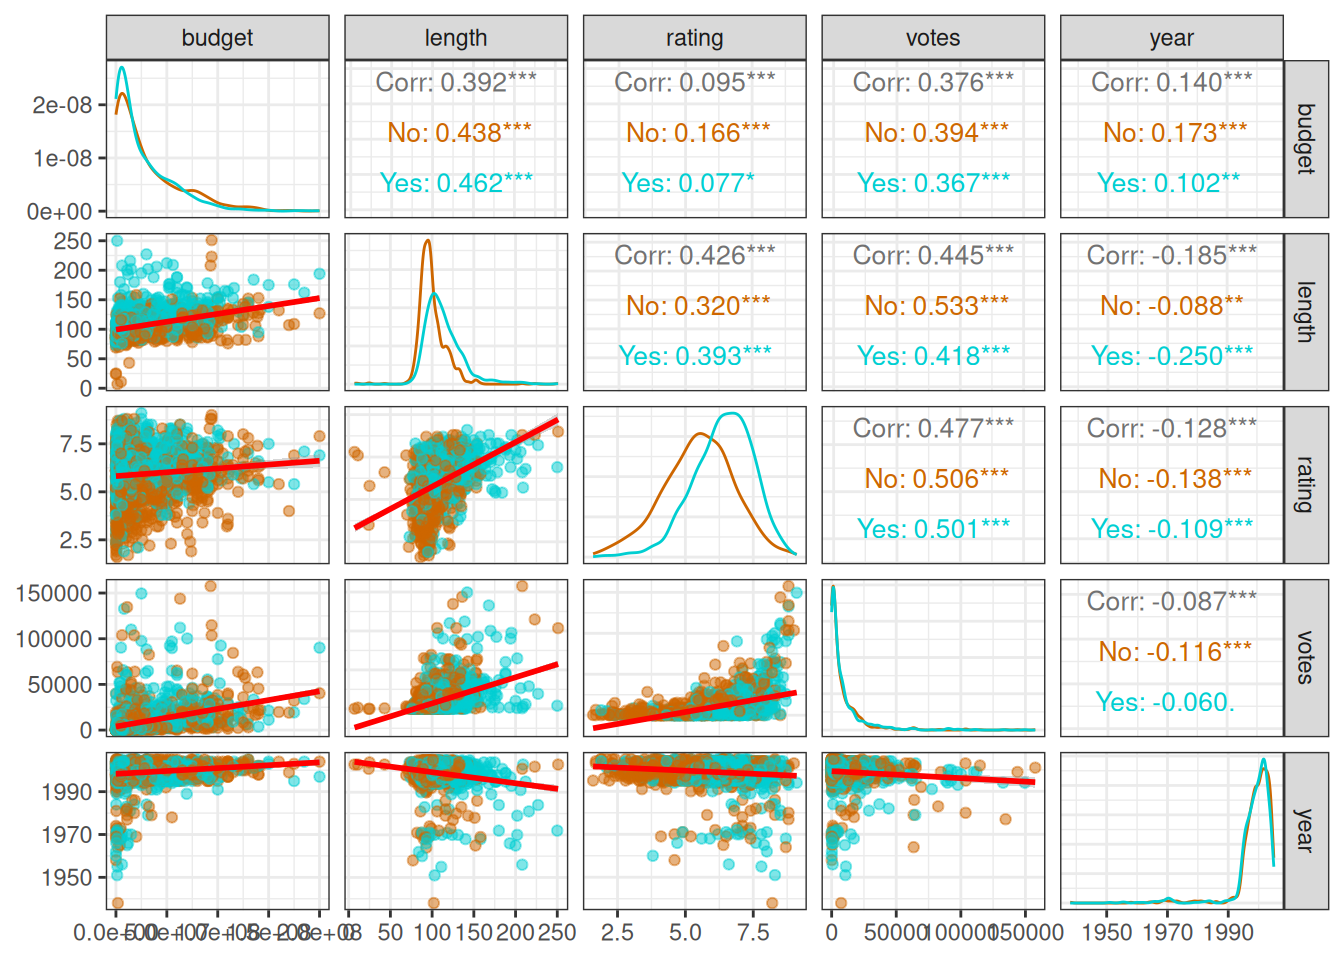 budget length rating votes year
Corr: 0.392*** Corr: 0.095*** Corr: 0.376*** Corr: 0.140***
2e-08
No: 0.438*** No: 0.166*** No: 0.394*** No: 0.173***
budget
1e-08
Yes: 0.462*** Yes: 0.077* Yes: 0.367*** Yes: 0.102**
0e+00
250
Corr: 0.426*** Corr: 0.445*** Corr: -0.185***
200
150
No: 0.320*** No: 0.533*** No: -0.088**
length
100
50
Yes: 0.393*** Yes: 0.418*** Yes: -0.250***
0
Corr: 0.477*** Corr: -0.128***
7.5
No: 0.506*** No: -0.138***
rating
5.0
Yes: 0.501*** Yes: -0.109***
2.5
150000
Corr: -0.087***
100000
No: -0.116***
votes
50000
Yes: -0.060.
0
1990
year
1970
1950
0 50 100 150 200 250 2.5 5.0 7.5 0 50000 100000 150000 1950 1970 1990